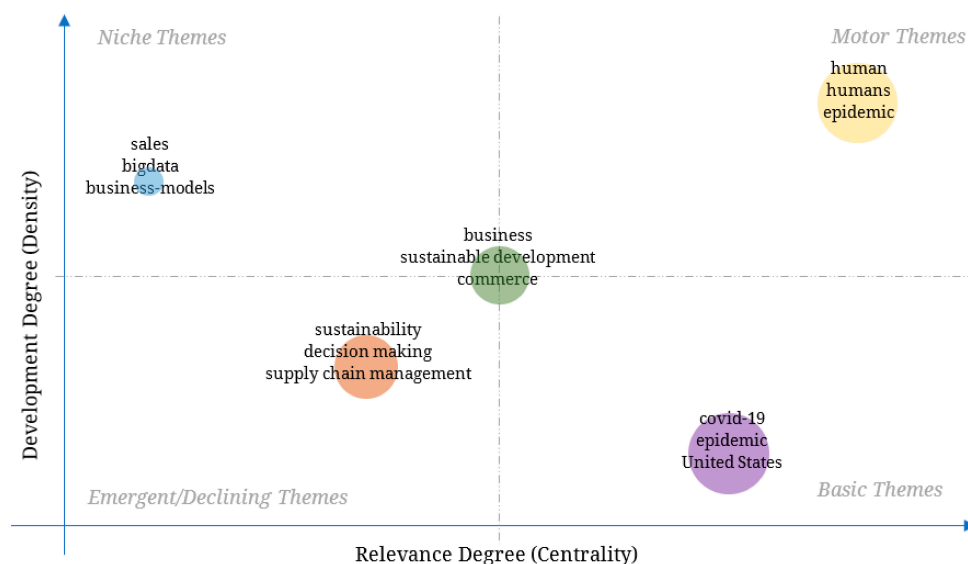 Niche Themes
Motor Themes
human
humans
epidemic
sales
bigdata
business-models
business
sustainable development
commerce
sustainability
decision making
supply chain management
covid-19
epidemic
United States
Emergent/Declining Themes
Basic Themes
Development Degree (Density)
Relevance Degree (Centrality)